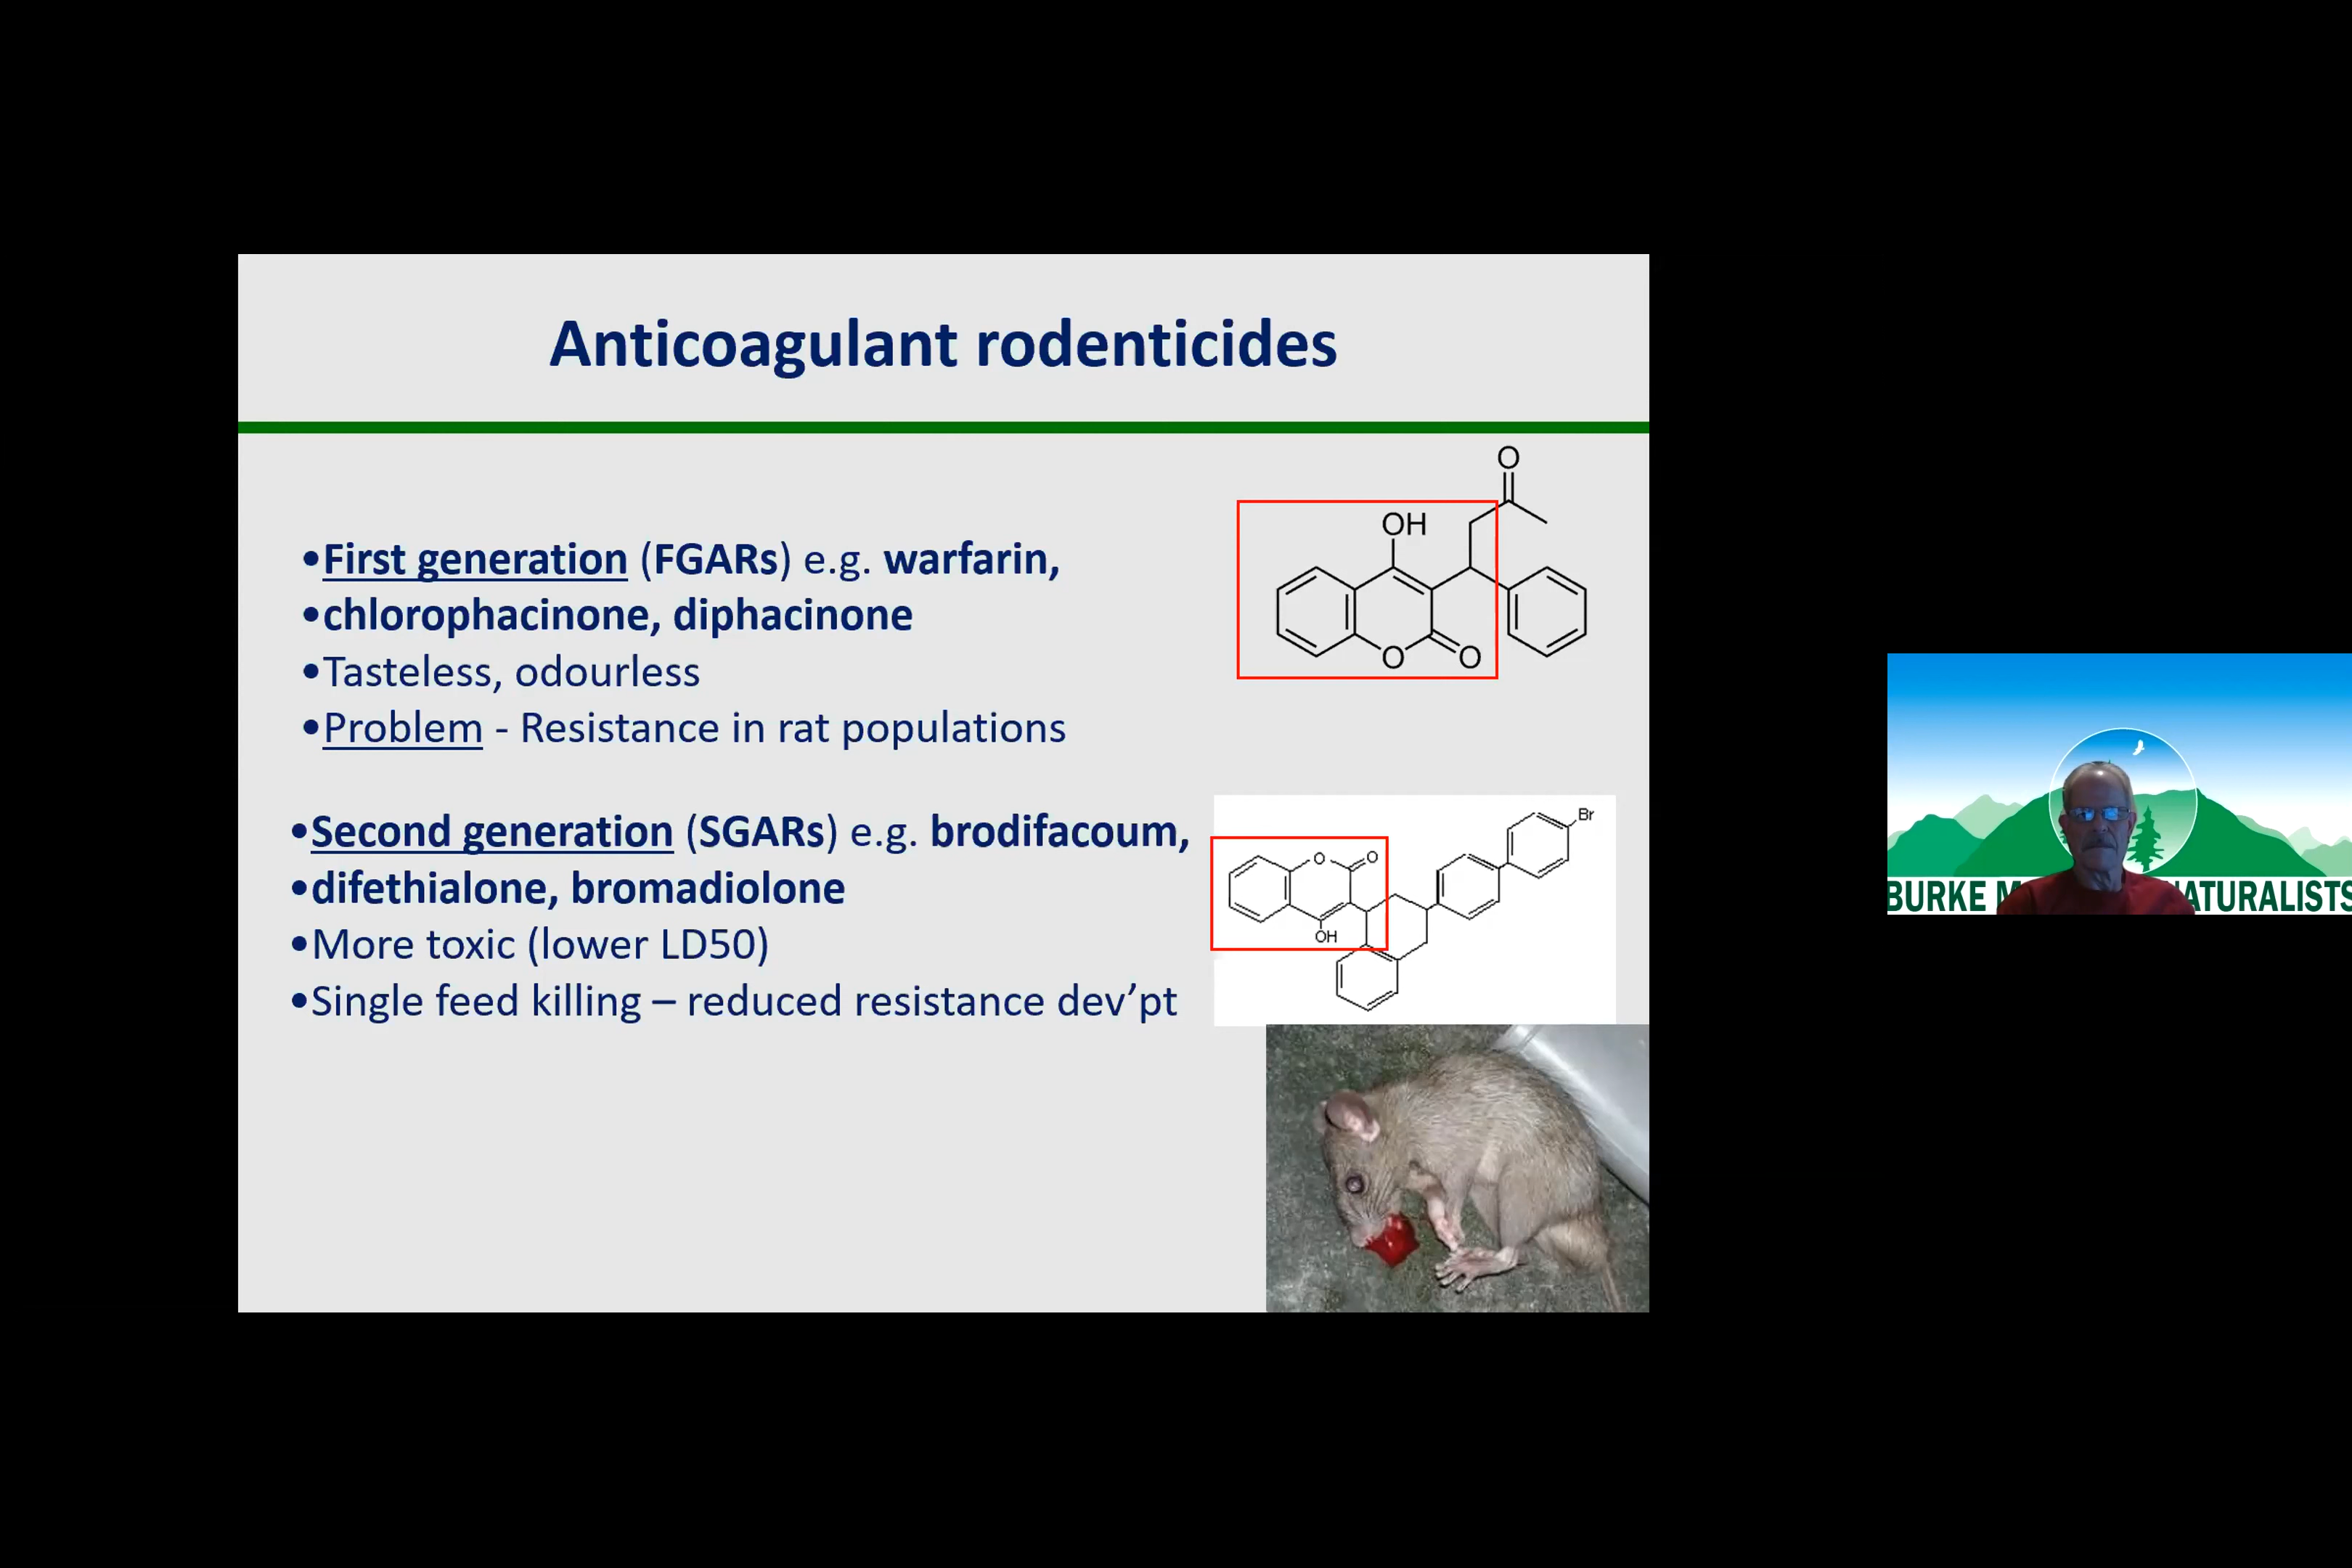 Anticoagulant rodenticides
•First generation (FGARs) e.g. warfarin,
•chlorophacinone, diphacinone
•Tasteless, odourless
•Problem - Resistance in rat populations
O
OH
O
O
•Second generation (SGARs) e.g. brodifacoum,
•difethialone, bromadiolone
•More toxic (lower LD50)
•Single feed killing – reduced resistance dev’pt
Br
O
O
OH
BURKE M NATURALISTS